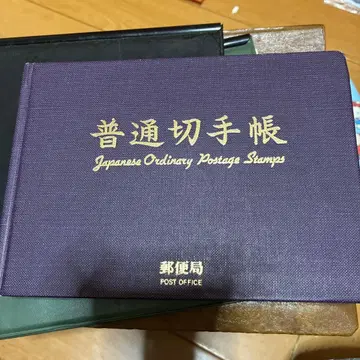 普通切手帳
Japanese Ordinary Postage Stamps
郵便局
POST OFFICE